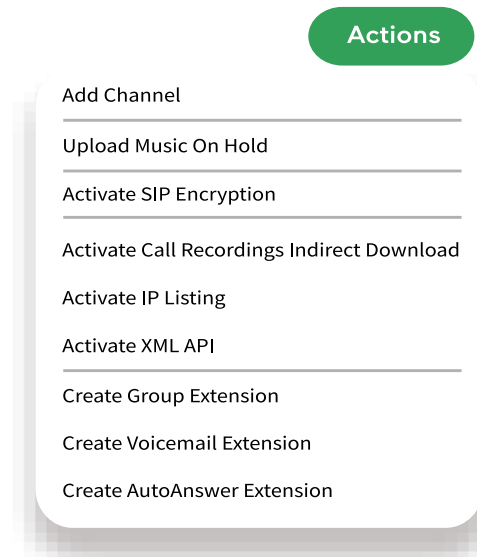 Actions
Add Channel
Upload Music On Hold
Activate SIP Encryption
Activate Call Recordings Indirect Download
Activate IP Listing
Activate XML API
Create Group Extension
Create Voicemail Extension
Create AutoAnswer Extension